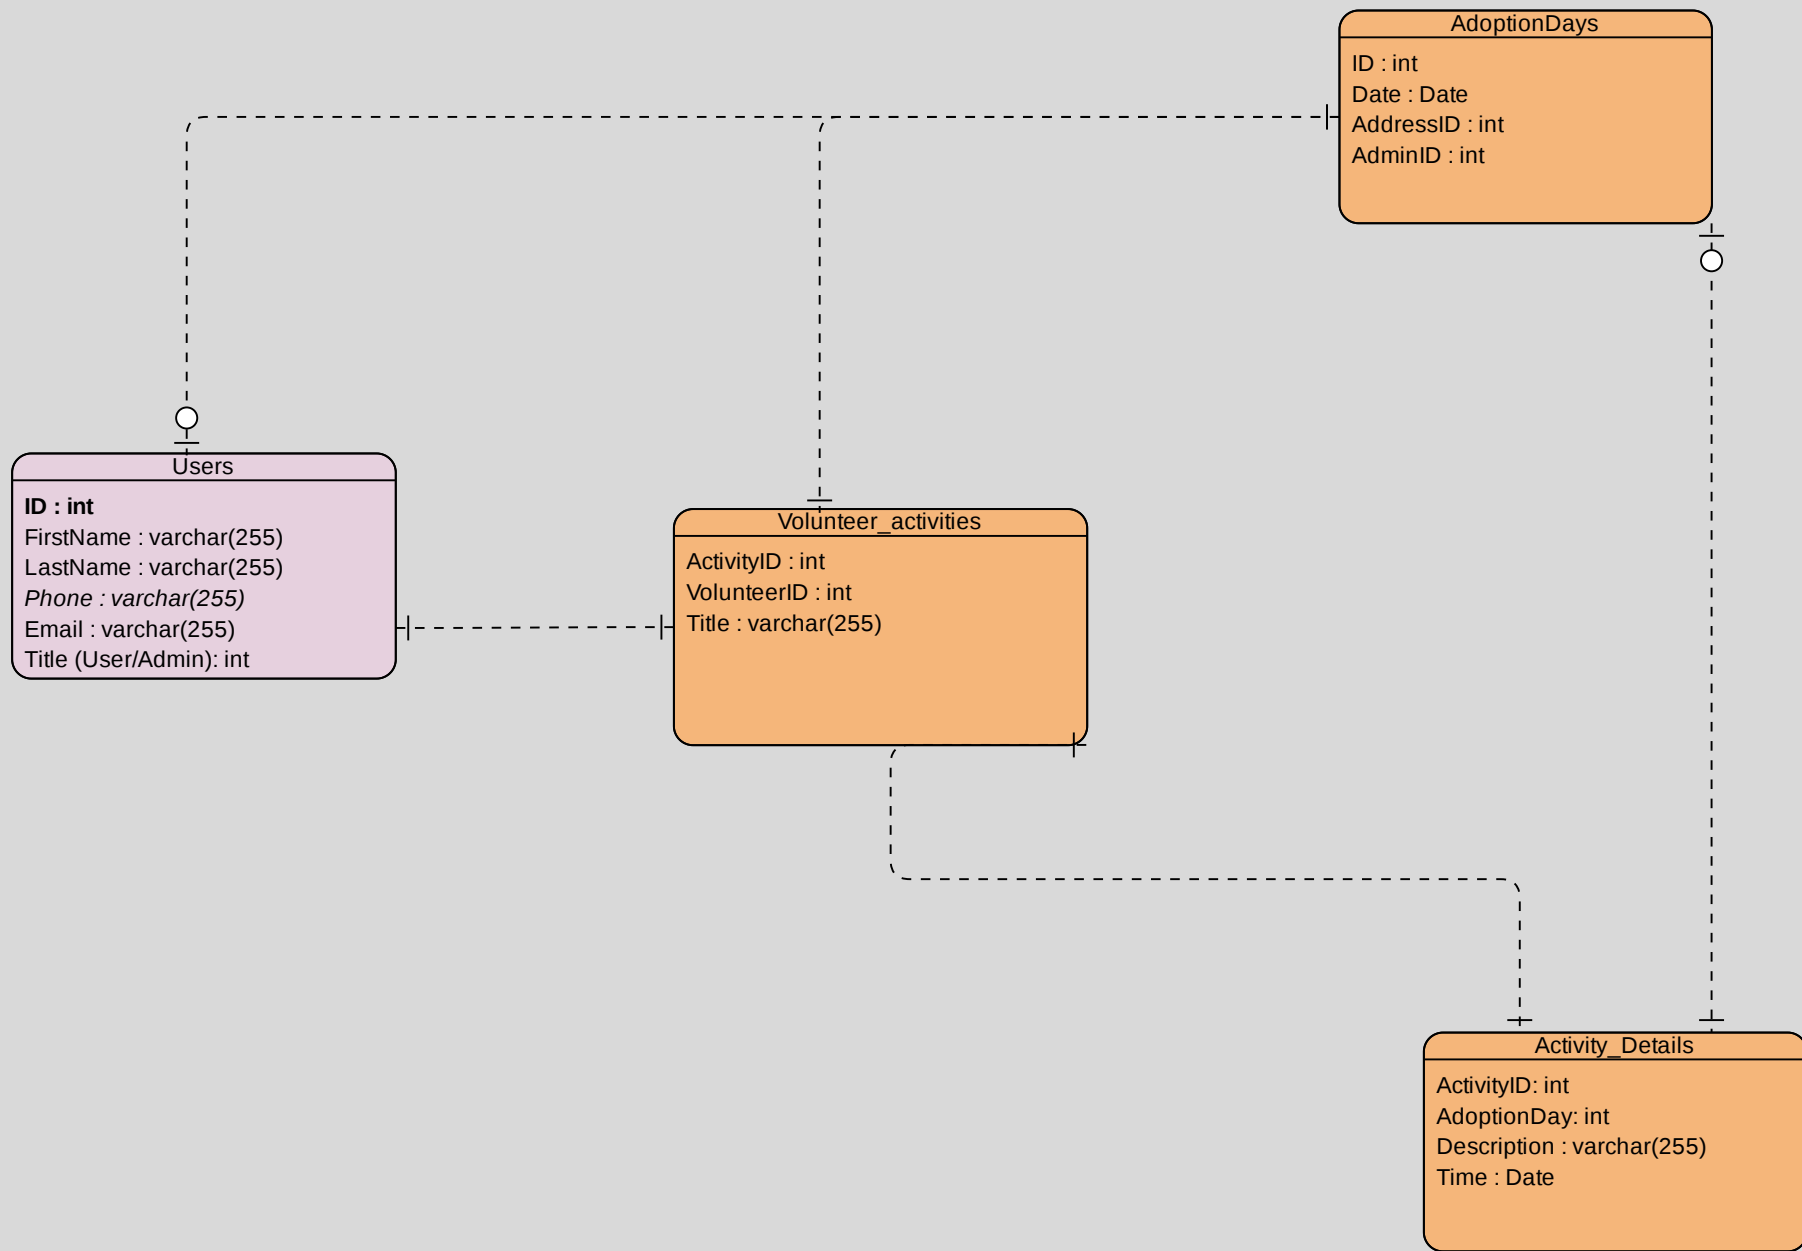 AdoptionDays
ID : int
Date : Date
AddressID : int
AdminID : int
Users
ID : int
FirstName : varchar(255)
LastName : varchar(255)
Phone : varchar(255)
Email : varchar(255)
Title (User/Admin): int
Volunteer_activities
ActivityID : int
VolunteerID : int
Title : varchar(255)
Activity_Details
ActivityID: int
AdoptionDay: int
Description : varchar(255)
Time : Date